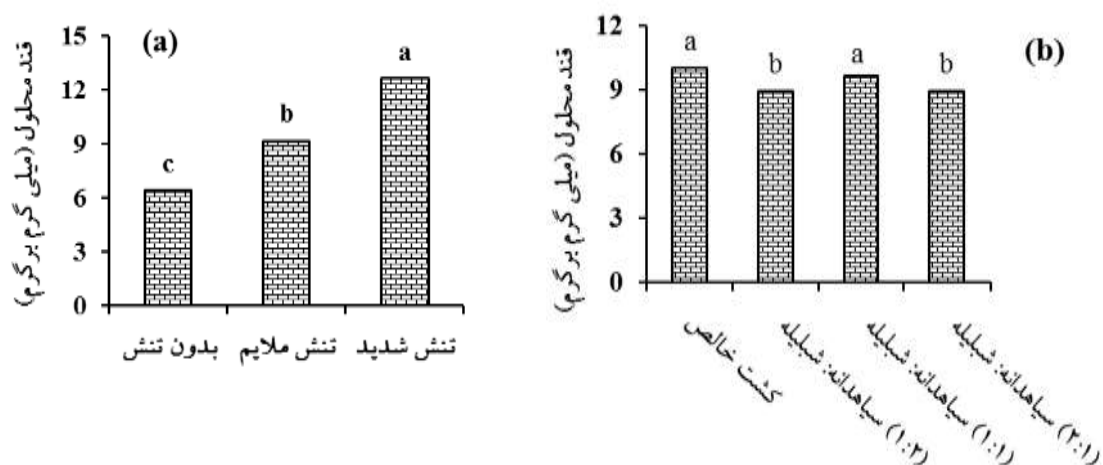 (a)
قند محلول (میلی گرم بر گرم)
15
12
9
6
3
0
c
b
a
بدون تنش
تنش ملایم
تنش شدید
(b)
قند محلول (میلی گرم بر گرم)
12
9
6
3
0
a
b
a
b
کشت خالص
سیاهدانه: شبلیله (۱:۲)
سیاهدانه: شبلیله (۱:۱)
سیاهدانه: شبلیله (۲:۱)